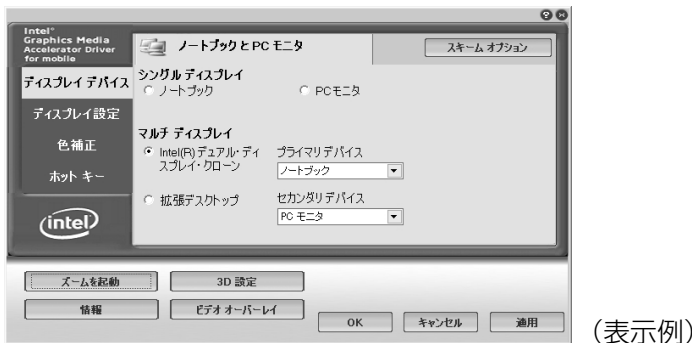 Intel®
Graphics Media
Accelerator Driver
for mobile
ノートブックとPC モニタ
スキーム オプション
ディスプレイ デバイス
シングル ディスプレイ
ノートブック
PCモニタ
ディスプレイ設定
マルチ ディスプレイ
色補正
Intel(R) デュアル・ディ
スプレイ・クローン
プライマリ デバイス
ノートブック
ホット キー
拡張デスクトップ
セカンダリ デバイス
PC モニタ
intel
ズームを起動
3D 設定
情報
ビデオ オーバーレイ
OK
キャンセル
適用
（表示例）